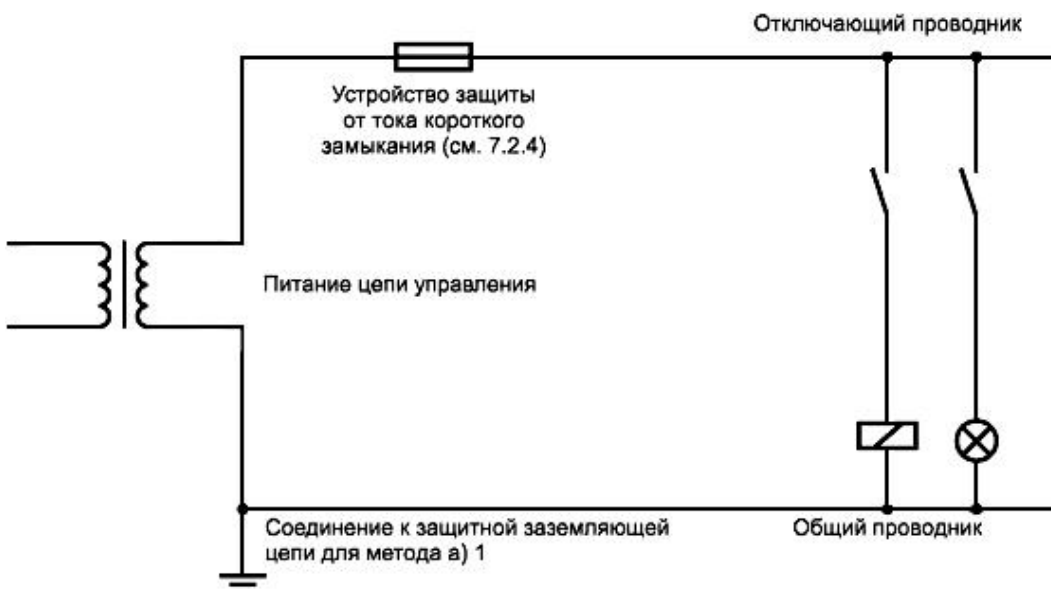 Отключающий проводник
Устройство защиты
от тока короткого
замыкания (см. 7.2.4)
Питание цепи управления
Соединение к защитной заземляющей
цепи для метода а) 1
Общий проводник